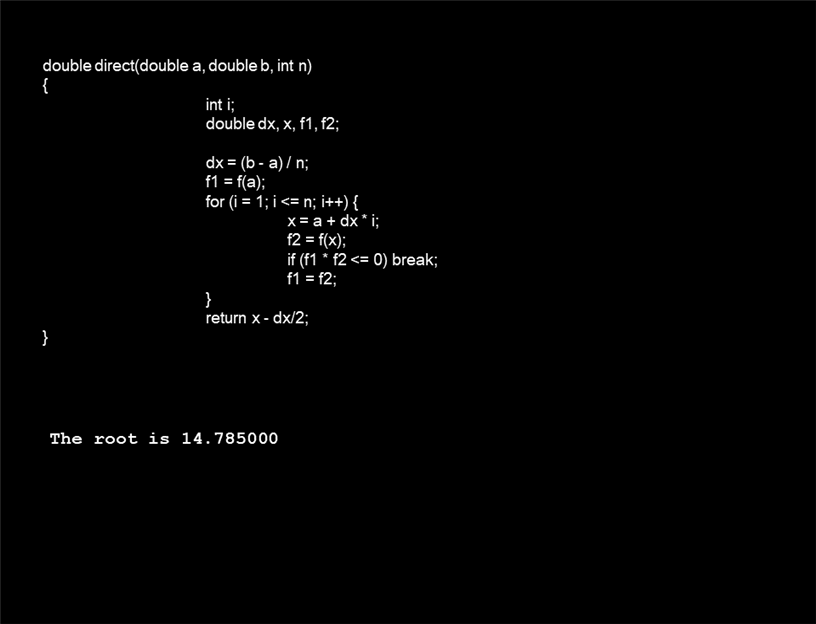 double direct(double a, double b, int n)
{
int i;
double dx, x, f1, f2;
dx = (b - a) / n;
f1 = f(a);
for (i = 1; i <= n; i++) {
x = a + dx * i;
f2 = f(x);
if (f1 * f2 <= 0) break;
f1 = f2;
}
return x - dx/2;
}
The root is 14.785000